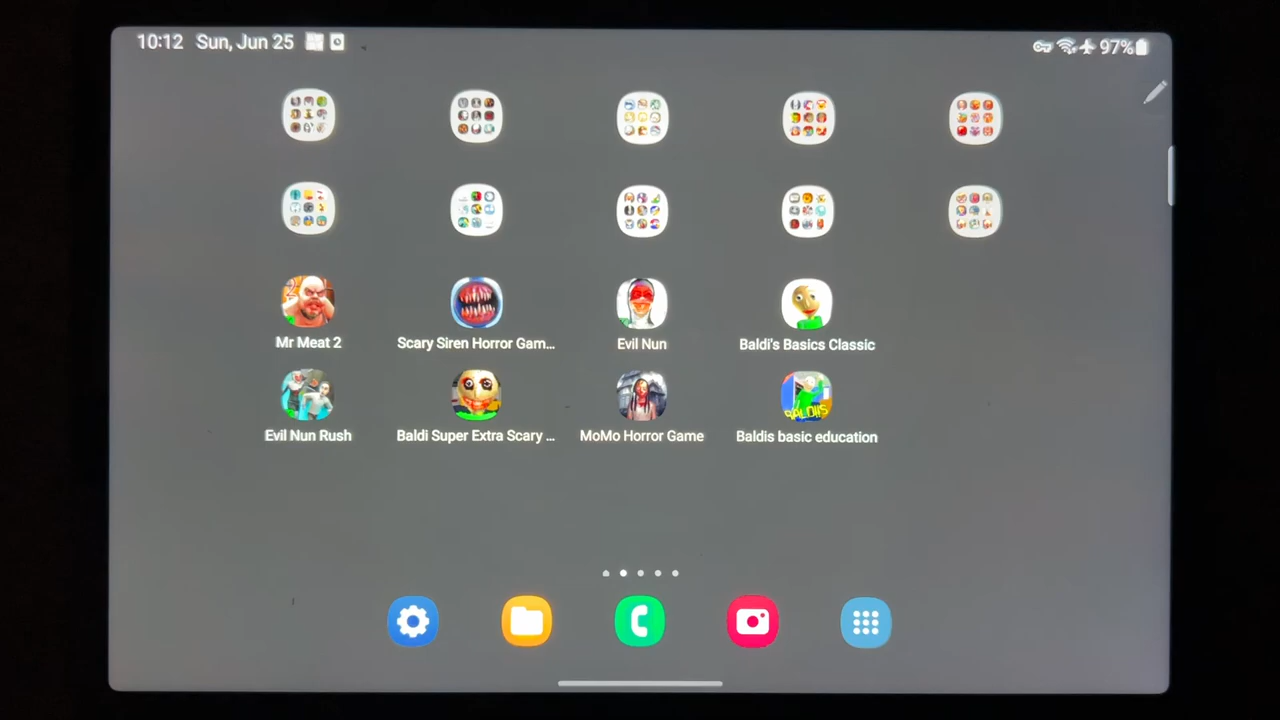 10:12 Sun, Jun 25
97%
Mr Meat 2
Scary Siren Horror Gam...
Evil Nun
Baldi's Basics Classic
Evil Nun Rush
Baldi Super Extra Scary ...
MoMo Horror Game
BALDIS
Baldis basic education